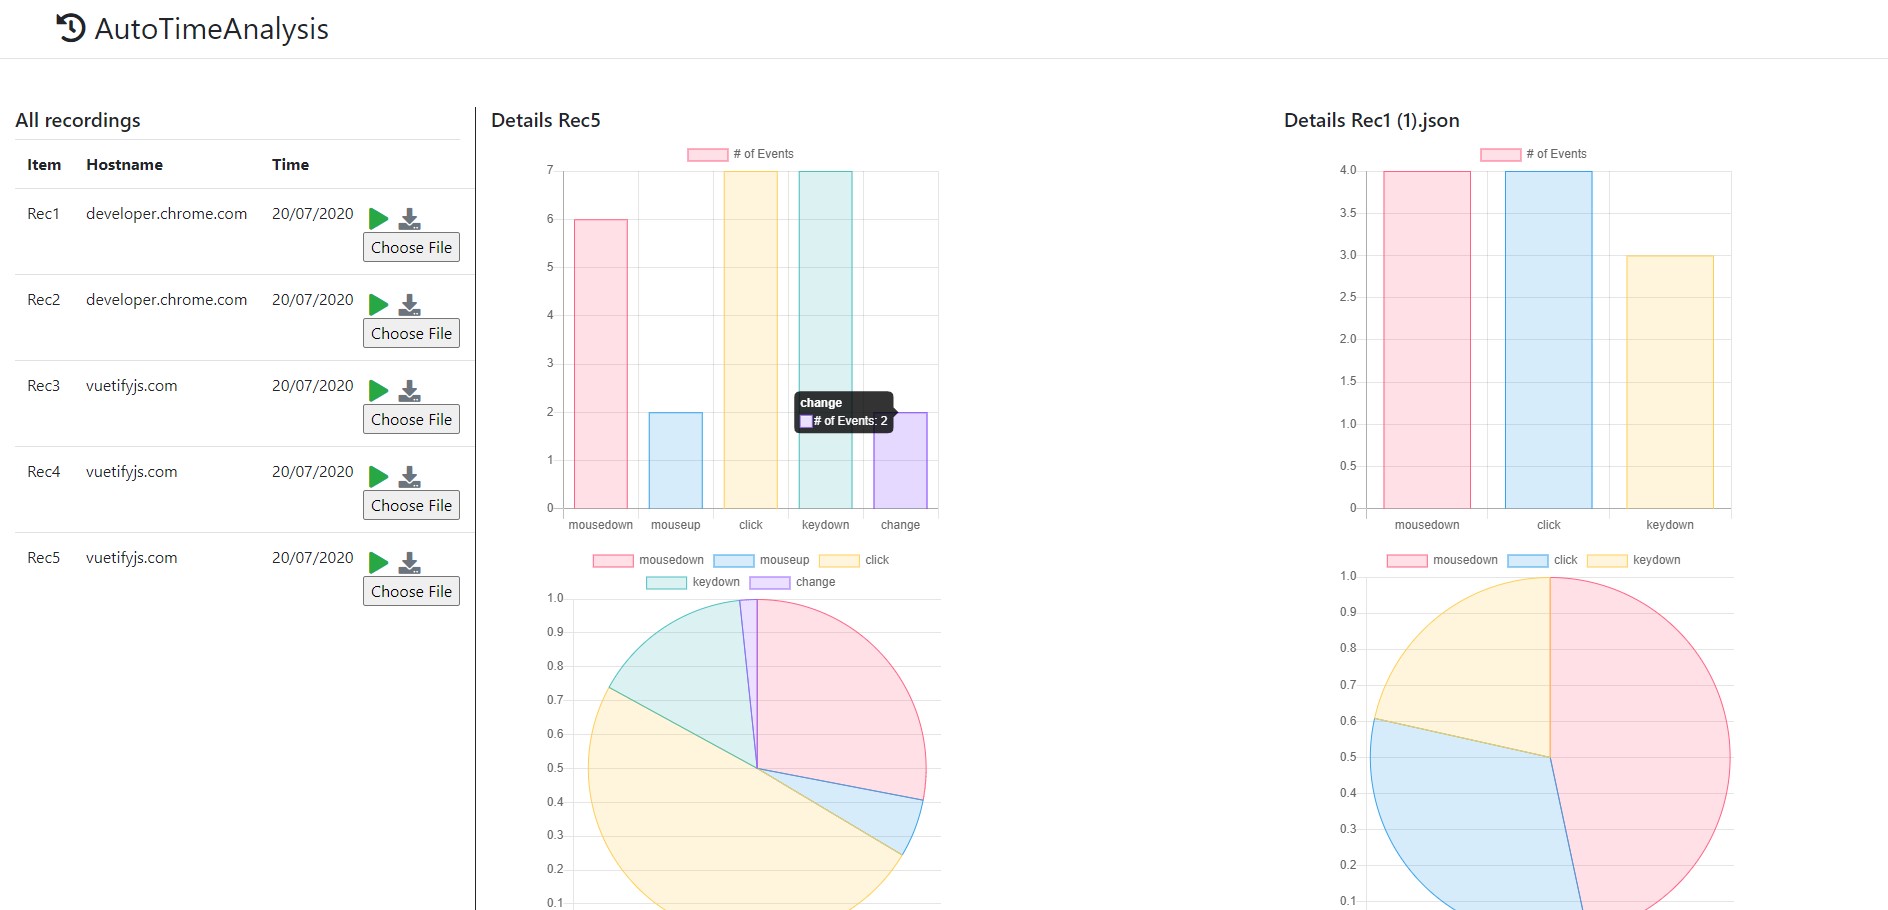 AutoTimeAnalysis
All recordings
Item Hostname Time
Rec1 developer.chrome.com 20/07/2020
Choose File
Rec2 developer.chrome.com 20/07/2020
Choose File
Rec3 vuetifyjs.com 20/07/2020
Choose File
Rec4 vuetifyjs.com 20/07/2020
Choose File
Rec5 vuetifyjs.com 20/07/2020
Choose File
Details Rec5
# of Events
7
6
5
4
3
2
1
0
change
# of Events: 2
mousedown mouseup click keydown change
mousedown mouseup click
keydown change
1.0
0.9
0.8
0.7
0.6
0.5
0.4
0.3
0.2
0.1
Details Rec1 (1).json
# of Events
4.0
3.5
3.0
2.5
2.0
1.5
1.0
0.5
0
mousedown click keydown
mousedown click keydown
1.0
0.9
0.8
0.7
0.6
0.5
0.4
0.3
0.2
0.1